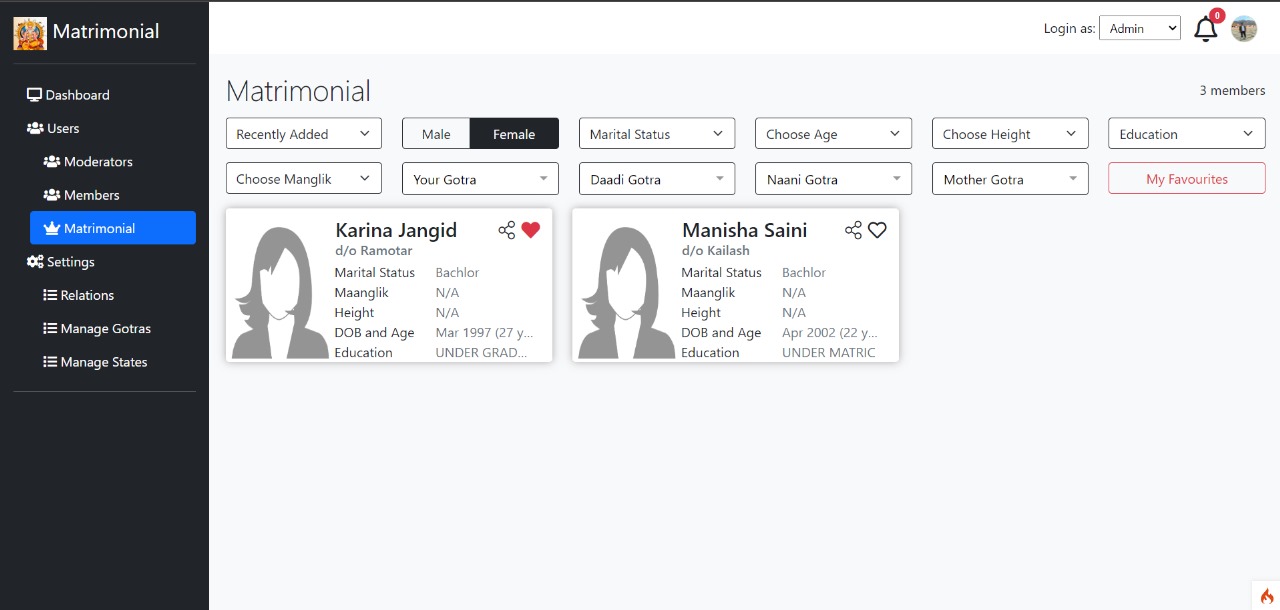 Matrimonial
Login as: Admin
0
Dashboard
Users
Moderators
Members
Matrimonial
Settings
Relations
Manage Gotras
Manage States
Matrimonial
3 members
Recently Added
Male
Female
Marital Status
Choose Age
Choose Height
Education
Choose Manglik
Your Gotra
Daadi Gotra
Naani Gotra
Mother Gotra
My Favourites
Karina Jangid
d/o Ramotar
Marital Status Bachlor
Maanglik N/A
Height N/A
DOB and Age Mar 1997 (27 y...
Education UNDER GRAD...
Manisha Saini
d/o Kailash
Marital Status Bachlor
Maanglik N/A
Height N/A
DOB and Age Apr 2002 (22 y...
Education UNDER MATRIC